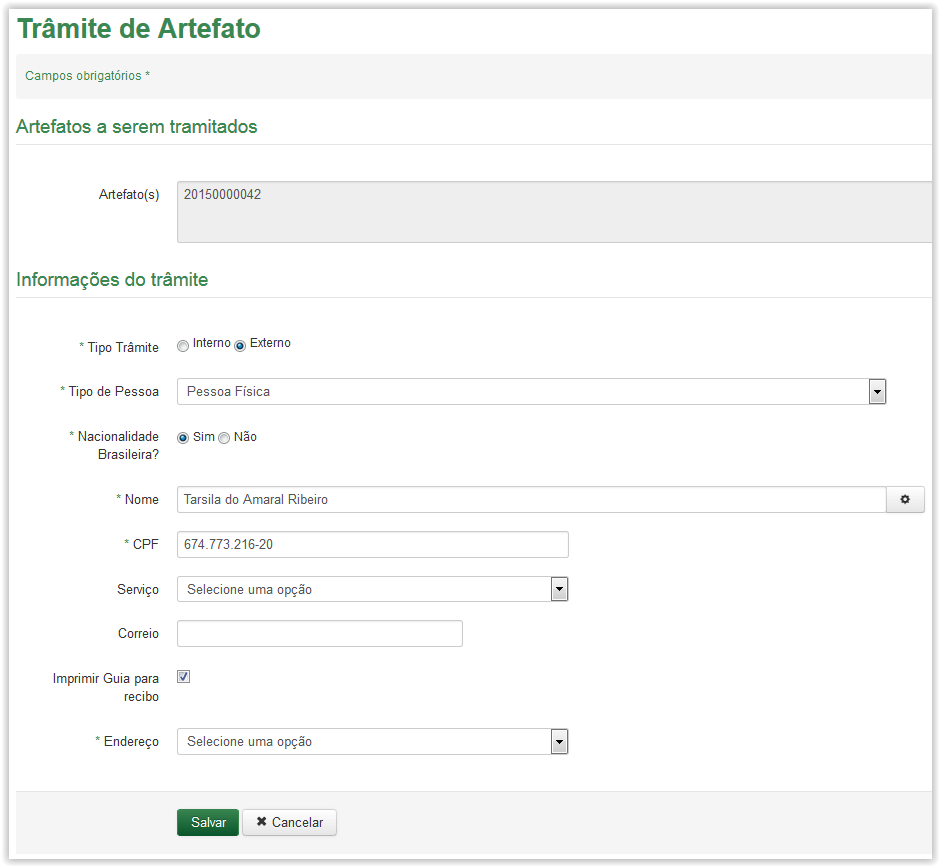 Trâmite de Artefato
Campos obrigatórios *
Artefatos a serem tramitados
Artefato(s) 20150000042
Informações do trâmite
* Tipo Trâmite Interno Externo
* Tipo de Pessoa Pessoa Física
* Nacionalidade Brasileira? Sim Não
* Nome Tarsila do Amaral Ribeiro
* CPF 674.773.216-20
Serviço Selecione uma opção
Correio
Imprimir Guia para recibo
* Endereço Selecione uma opção
Salvar Cancelar